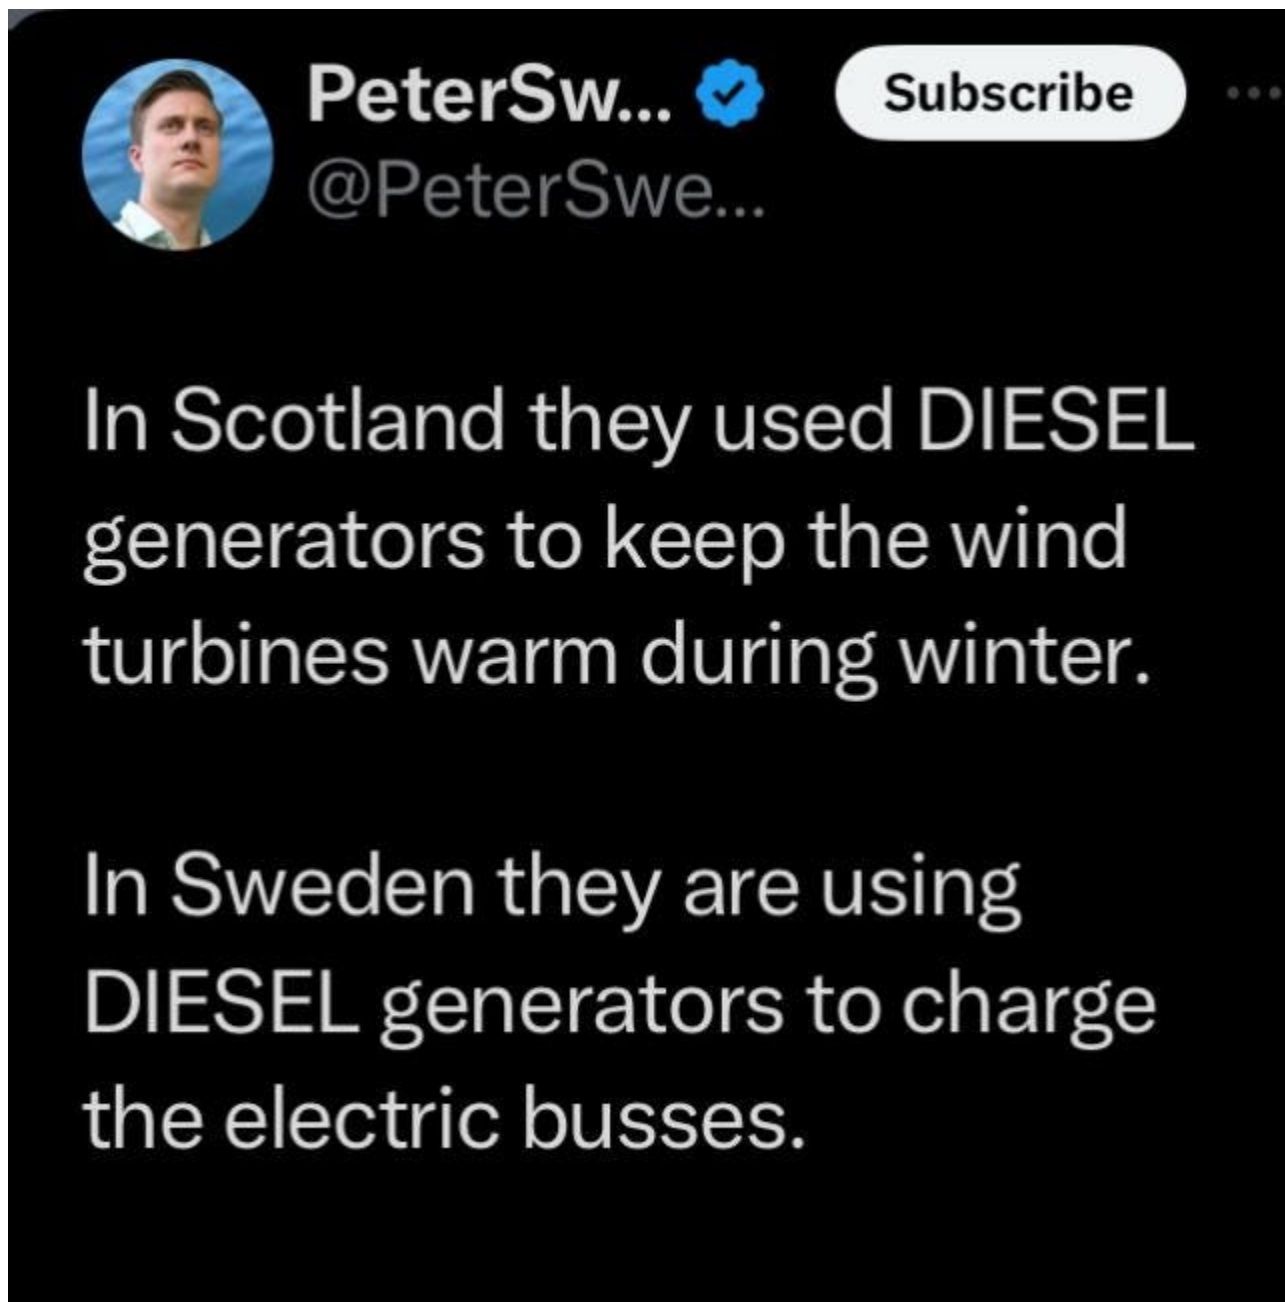 PeterSw...
Subscribe
@PeterSwe...
In Scotland they used DIESEL
generators to keep the wind
turbines warm during winter.
In Sweden they are using
DIESEL generators to charge
the electric busses.